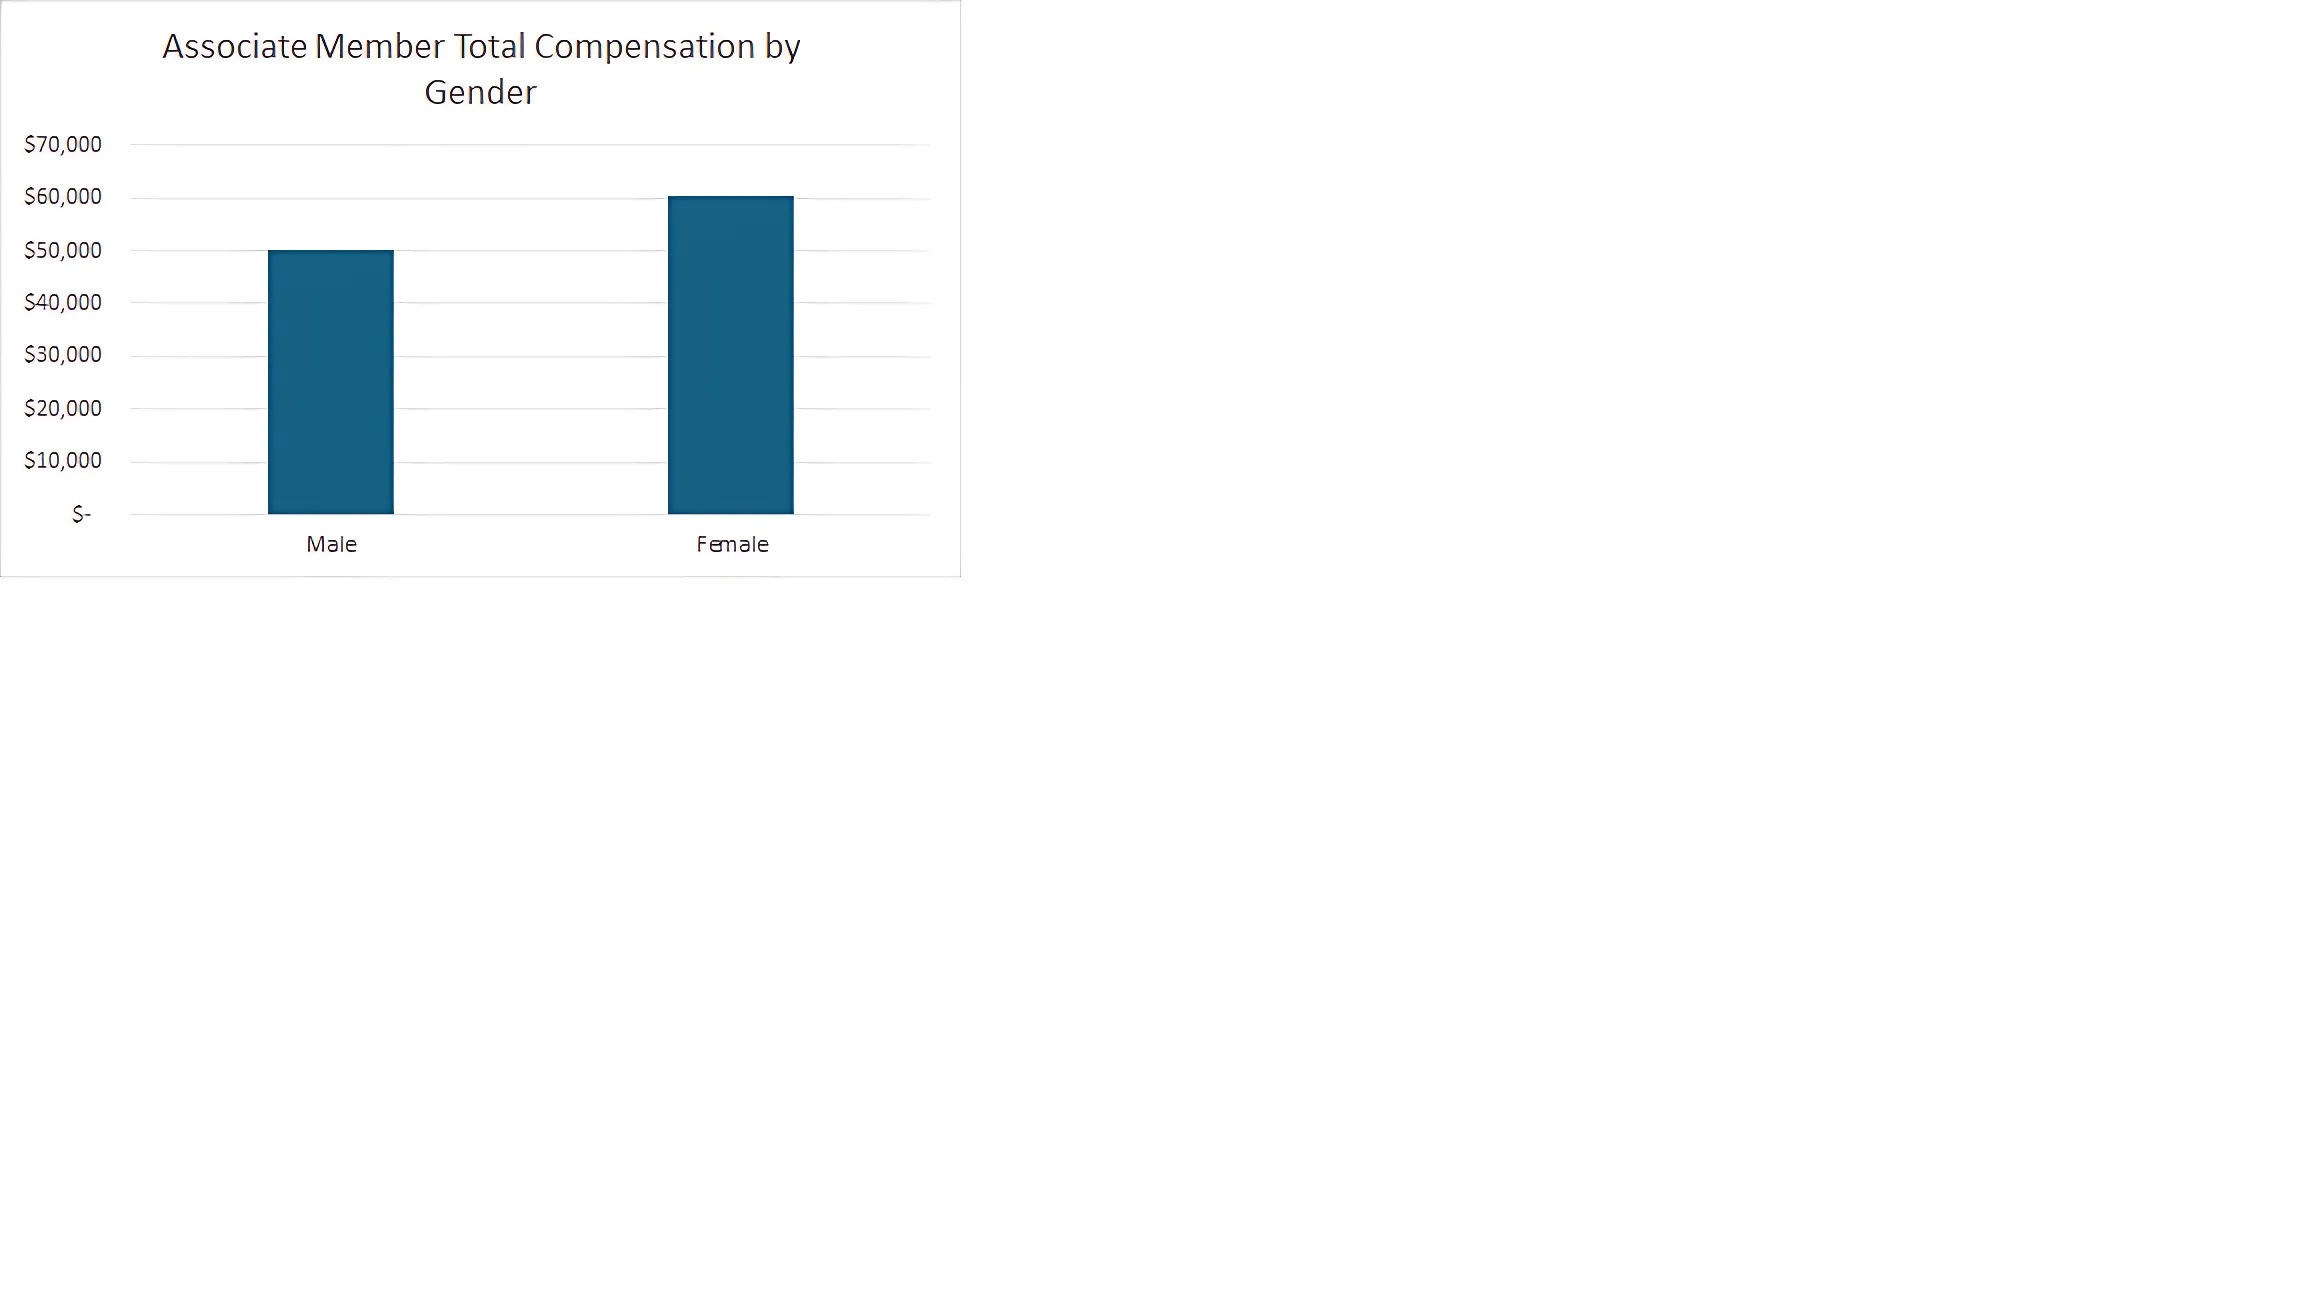 Associate Member Total Compensation by
Gender
$70,000
$60,000
$50,000
$40,000
$30,000
$20,000
$10,000
$-
Male
Female